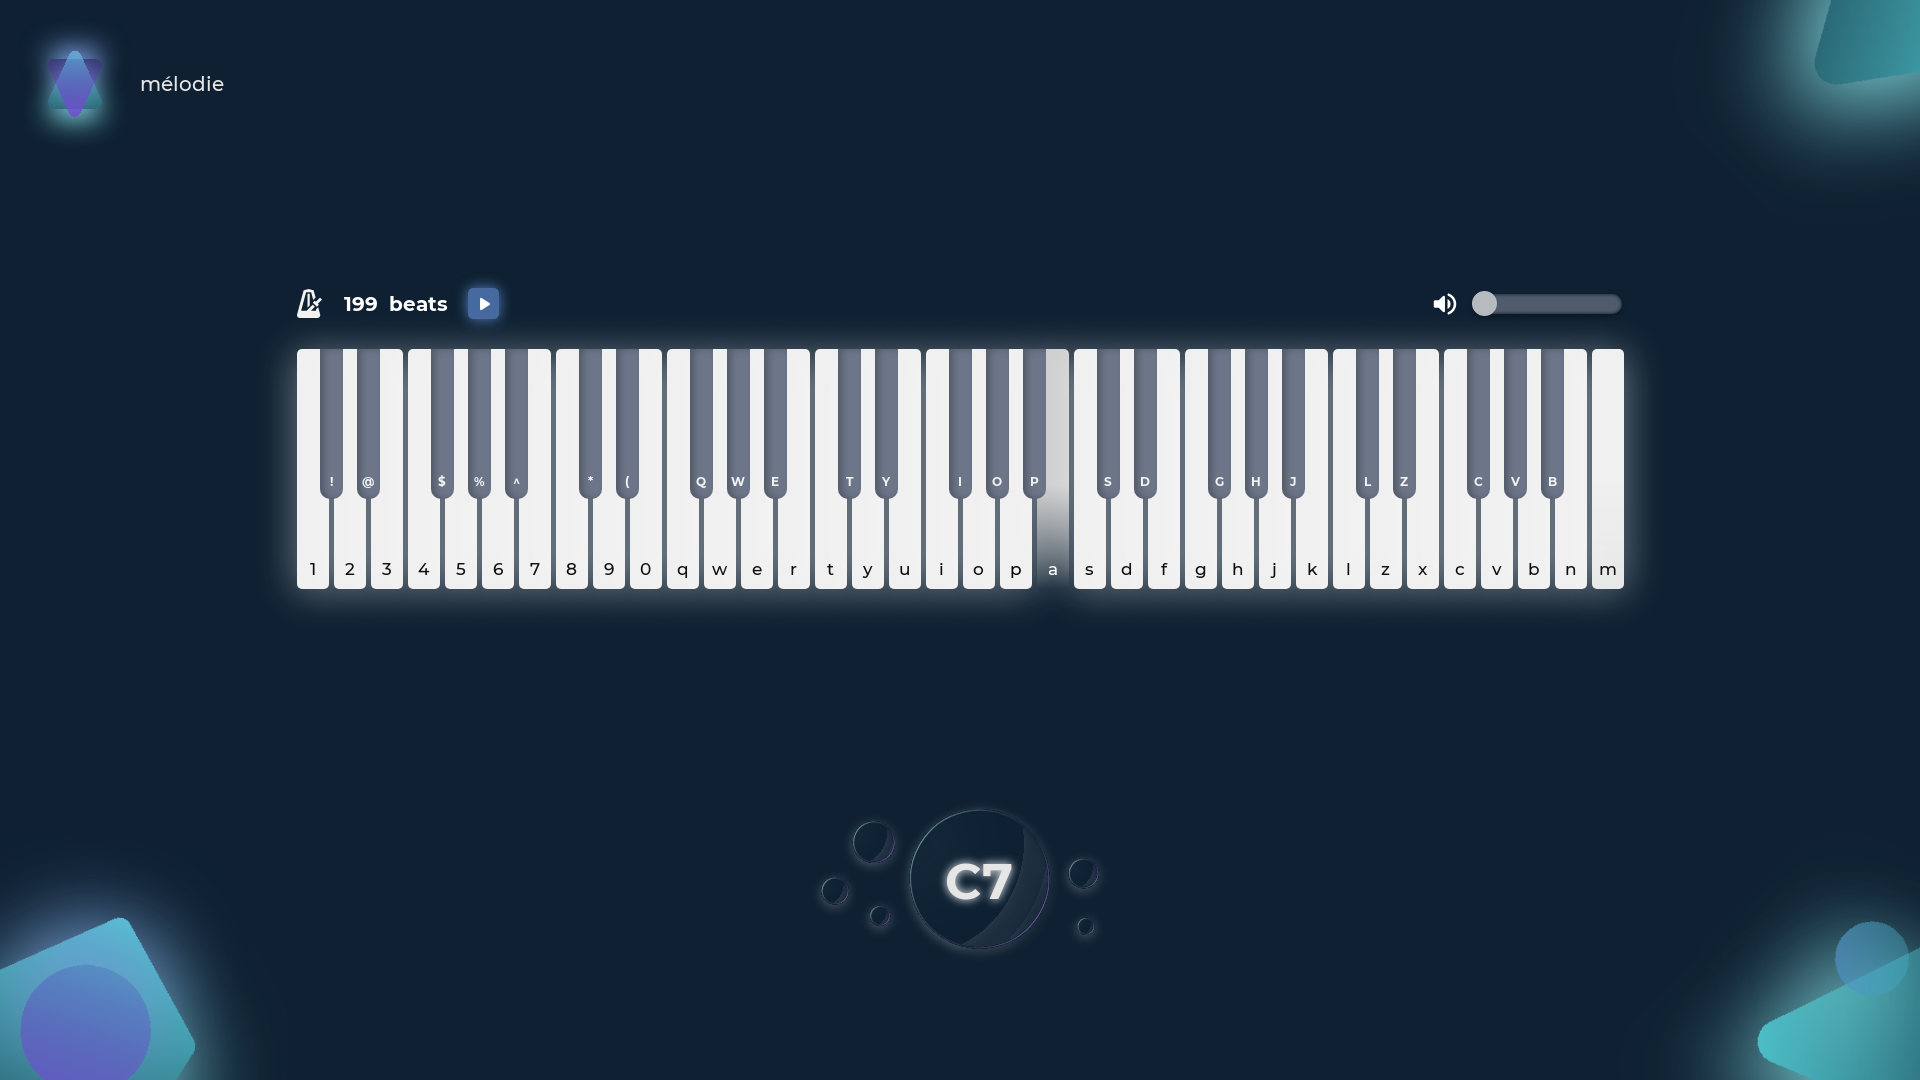 mélodie
199 beats
! @ $ % ^ * ( Q W E T Y I O P S D G H J L Z C V B
1 2 3 4 5 6 7 8 9 0 q w e r t y u i o p a s d f g h j k l z x c v b n m
C7